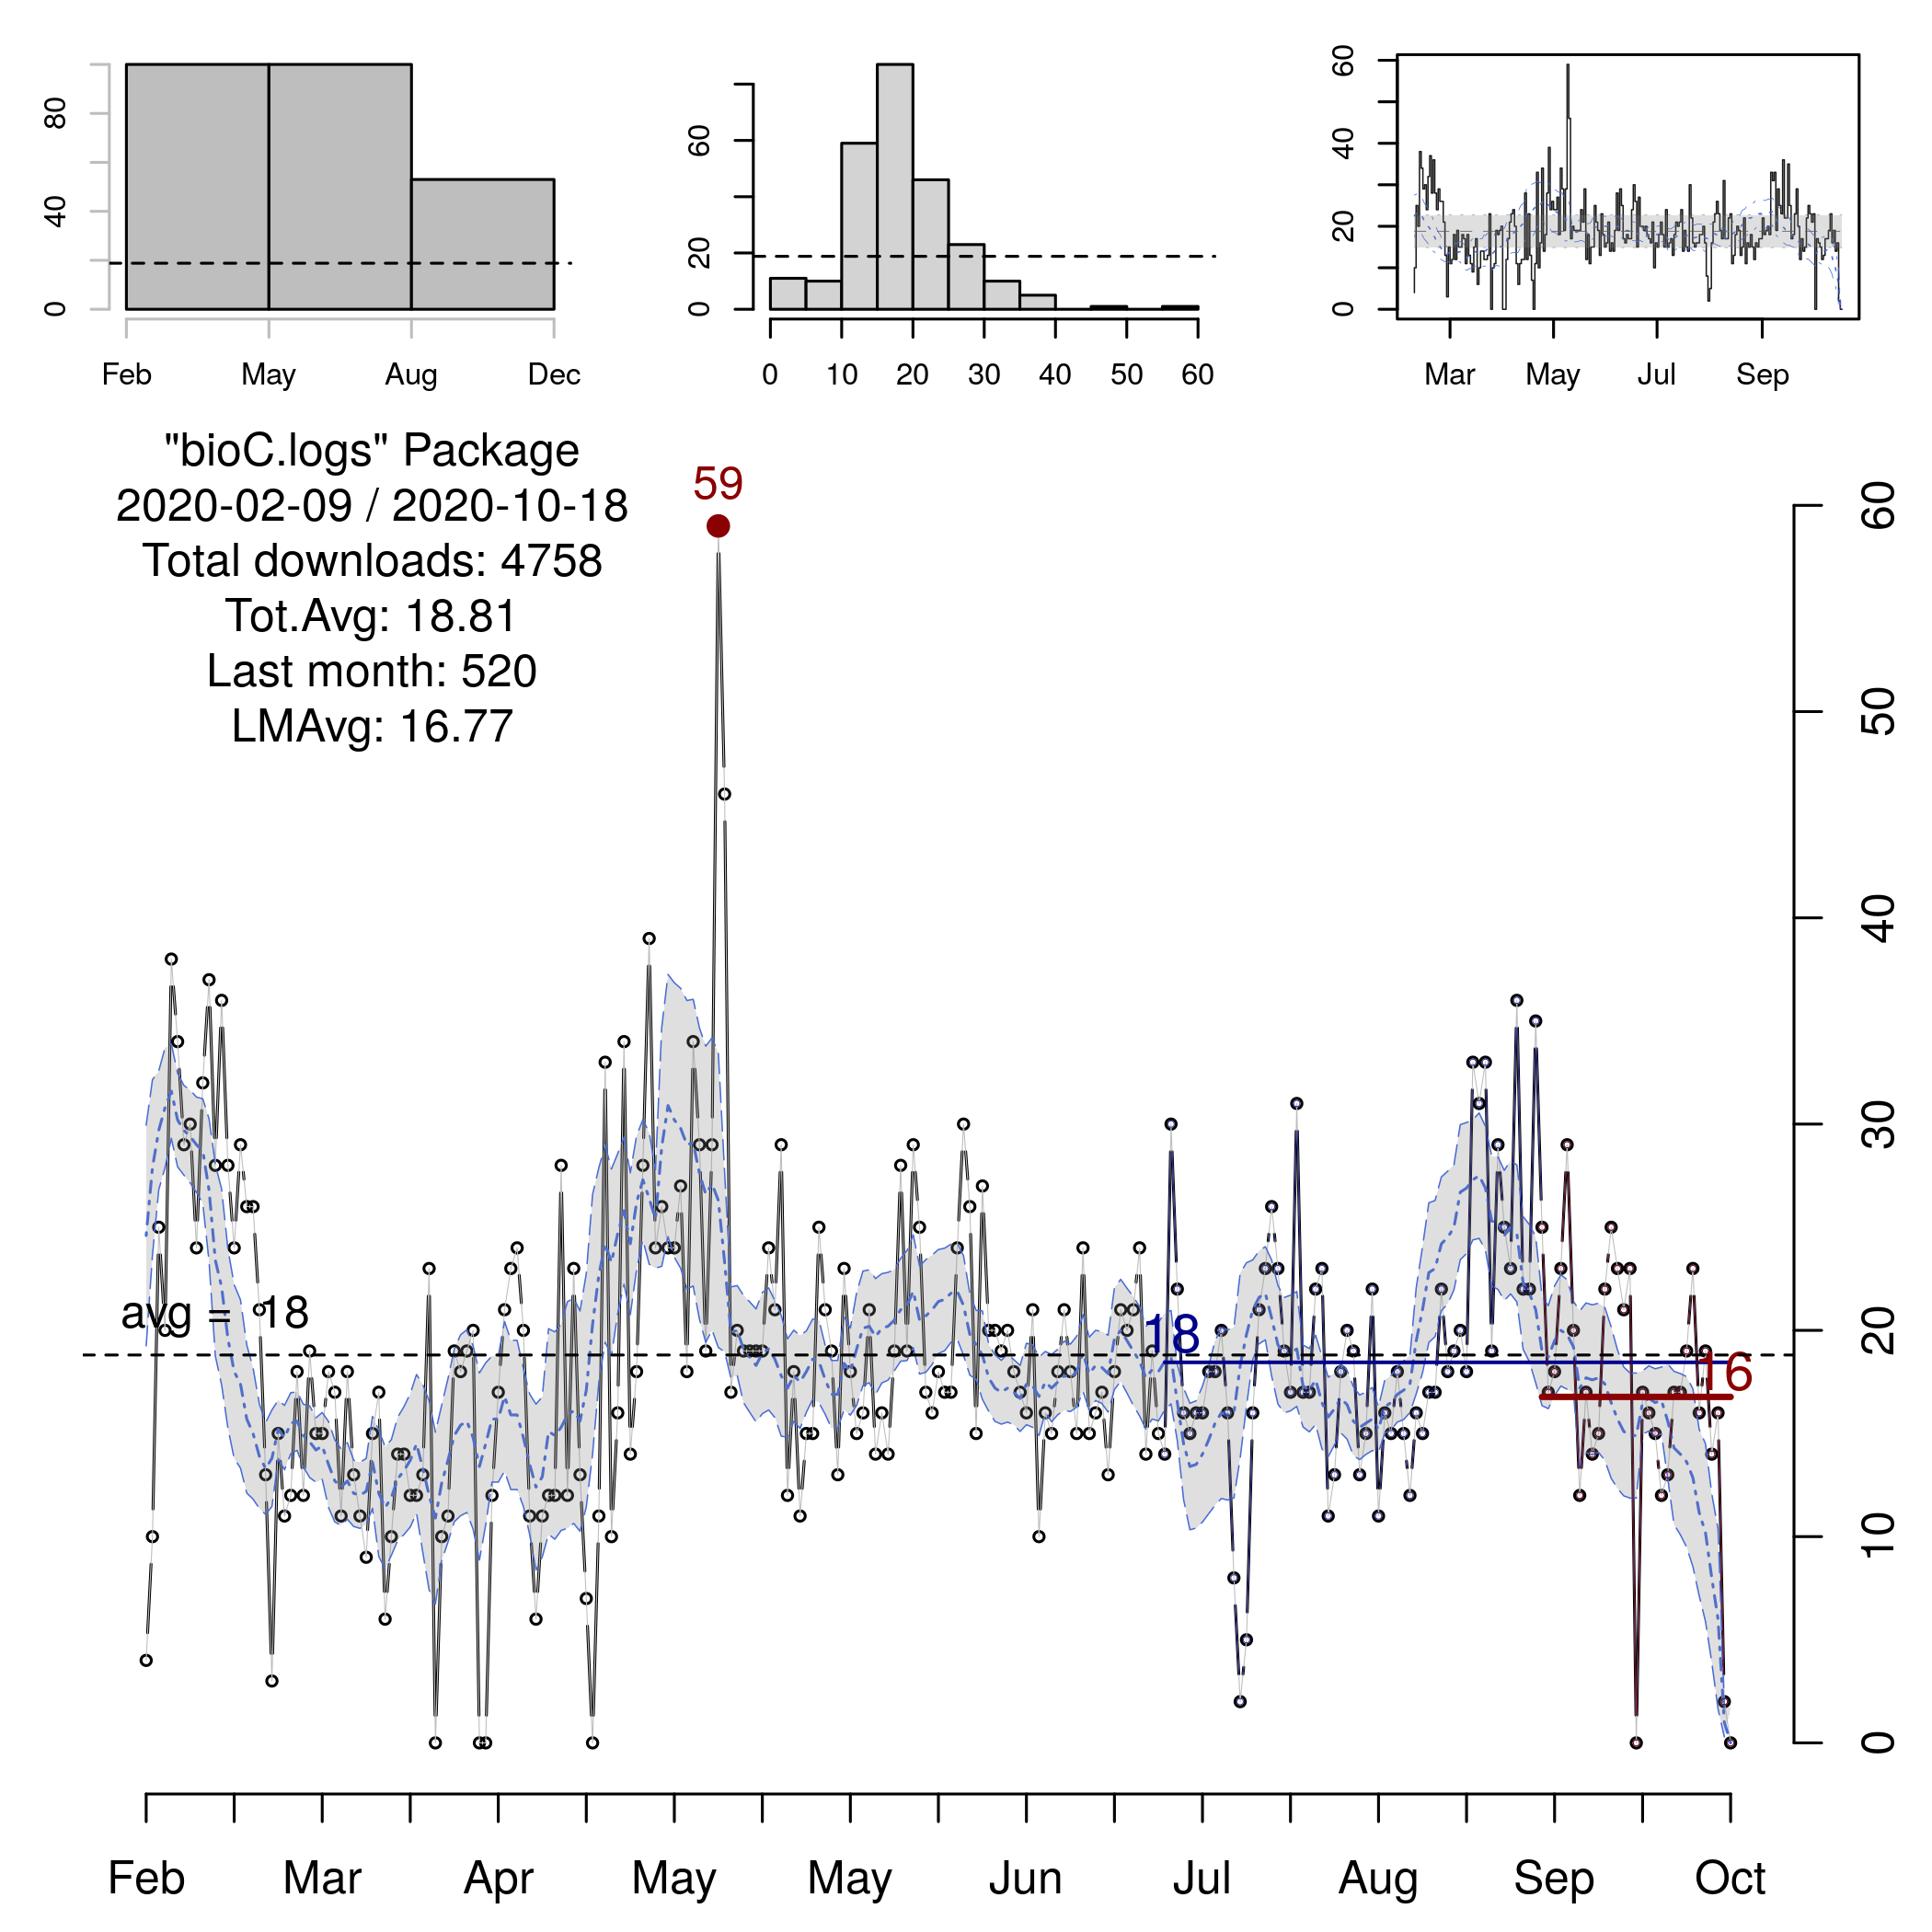 80
40
0
Feb May Aug Dec
60
20
0
0 10 20 30 40 50 60
60
40
20
0
Mar May Jul Sep
"bioC.logs" Package
2020-02-09 / 2020-10-18
Total downloads: 4758
Tot.Avg: 18.81
Last month: 520
LMAvg: 16.77
59
avg = 18
18
16
60
50
40
30
20
10
0
Feb Mar Apr May May Jun Jul Aug Sep Oct